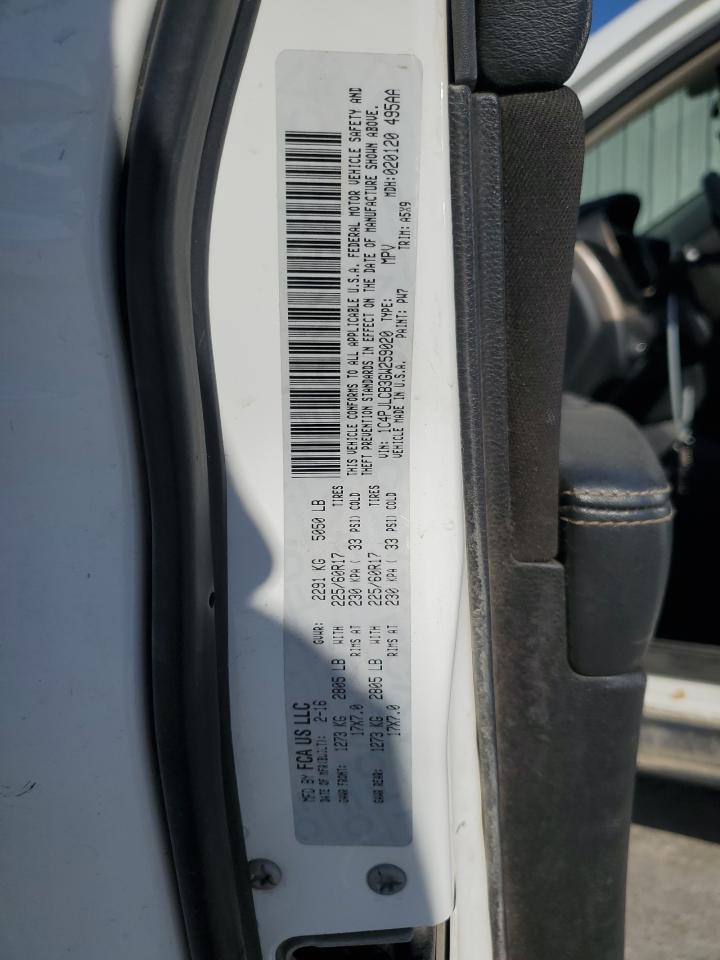 MFD BY FCA US LLC
DATE OF MFR(BLILT): 2-16 GVWR: 2291 KG 5050 LB
GAWR FRONT: 1273 KG 2805 LB WITH 225/60R17 TIRES
17X7.0 RIMS AT 230 KPA ( 33 PSI) COLD
GAWR REAR: 1273 KG 2805 LB WITH 225/60R17 TIRES
17X7.0 RIMS AT 230 KPA ( 33 PSI) COLD
THIS VEHICLE CONFORMS TO ALL APPLICABLE U.S.A. FEDERAL MOTOR VEHICLE SAFETY AND
THEFT PREVENTION STANDARDS IN EFFECT ON THE DATE OF MANUFACTURE SHOWN ABOVE.
VIN: 1C4PJLCB3GW259020 TYPE: MPV MDH:020120 495AA
VEHICLE MADE IN U.S.A. PAINT: PW7 TRIM: A5X9